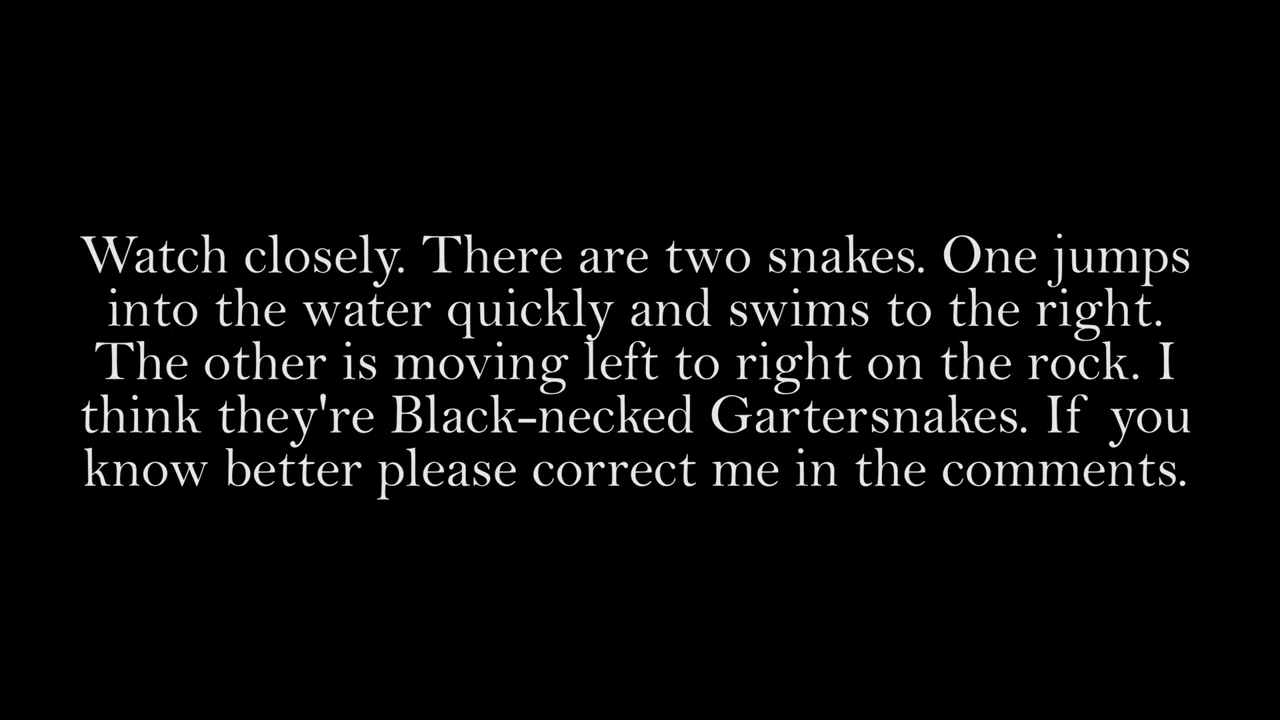 Watch closely. There are two snakes. One jumps
into the water quickly and swims to the right.
The other is moving left to right on the rock. I
think they're Black-necked Gartersnakes. If you
know better please correct me in the comments.